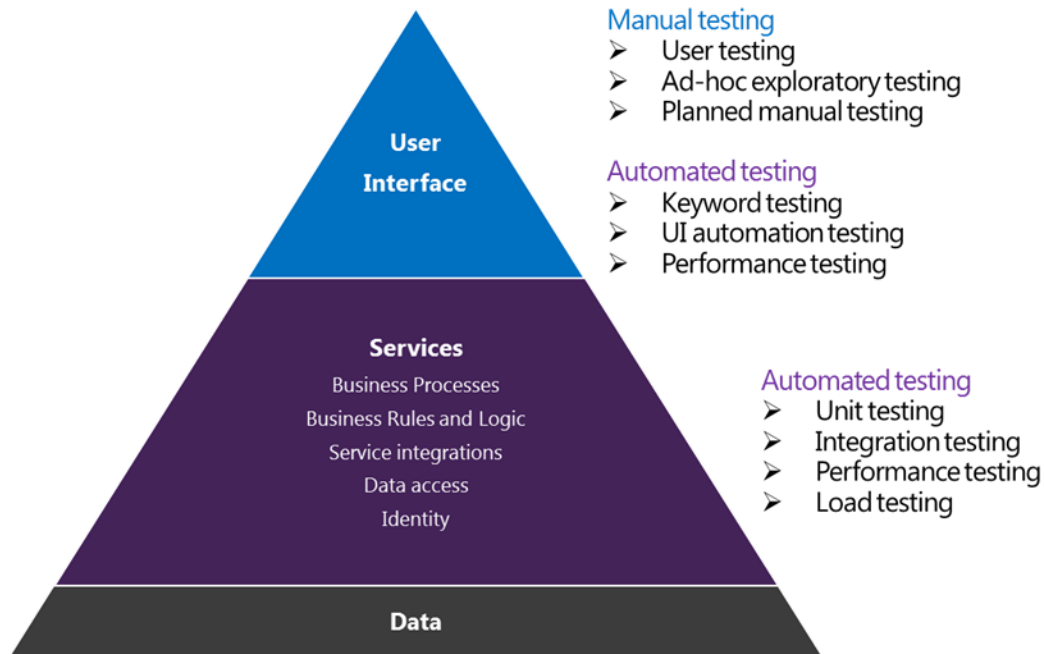 User
Interface
Services
Business Processes
Business Rules and Logic
Service integrations
Data access
Identity
Data
Manual testing
➢ User testing
➢ Ad-hoc exploratory testing
➢ Planned manual testing
Automated testing
➢ Keyword testing
➢ UI automation testing
➢ Performance testing
Automated testing
➢ Unit testing
➢ Integration testing
➢ Performance testing
➢ Load testing